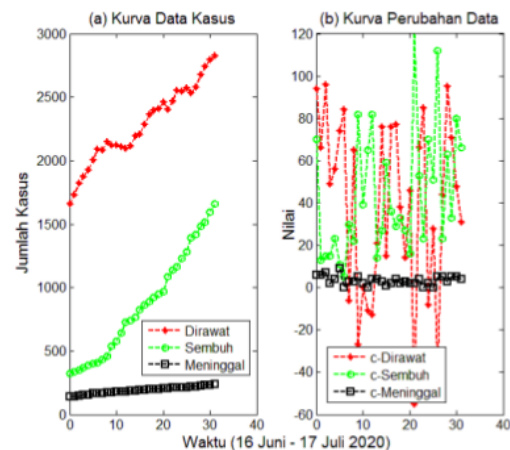 (a) Kurva Data Kasus
3000
2500
2000
1500
1000
500
0
0
10
20
30
40
Jumlah Kasus
Dirawat
Sembuh
Meninggal
(b) Kurva Perubahan Data
120
100
80
60
40
20
0
-20
-40
-60
0
10
20
30
40
Nilai
c-Dirawat
c-Sembuh
c-Meninggal
Waktu (16 Juni - 17 Juli 2020)